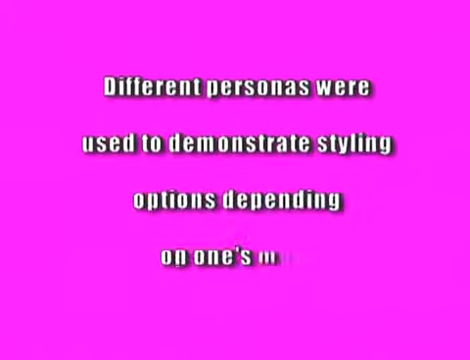 Different personas were
used to demonstrate styling
options depending
on one's